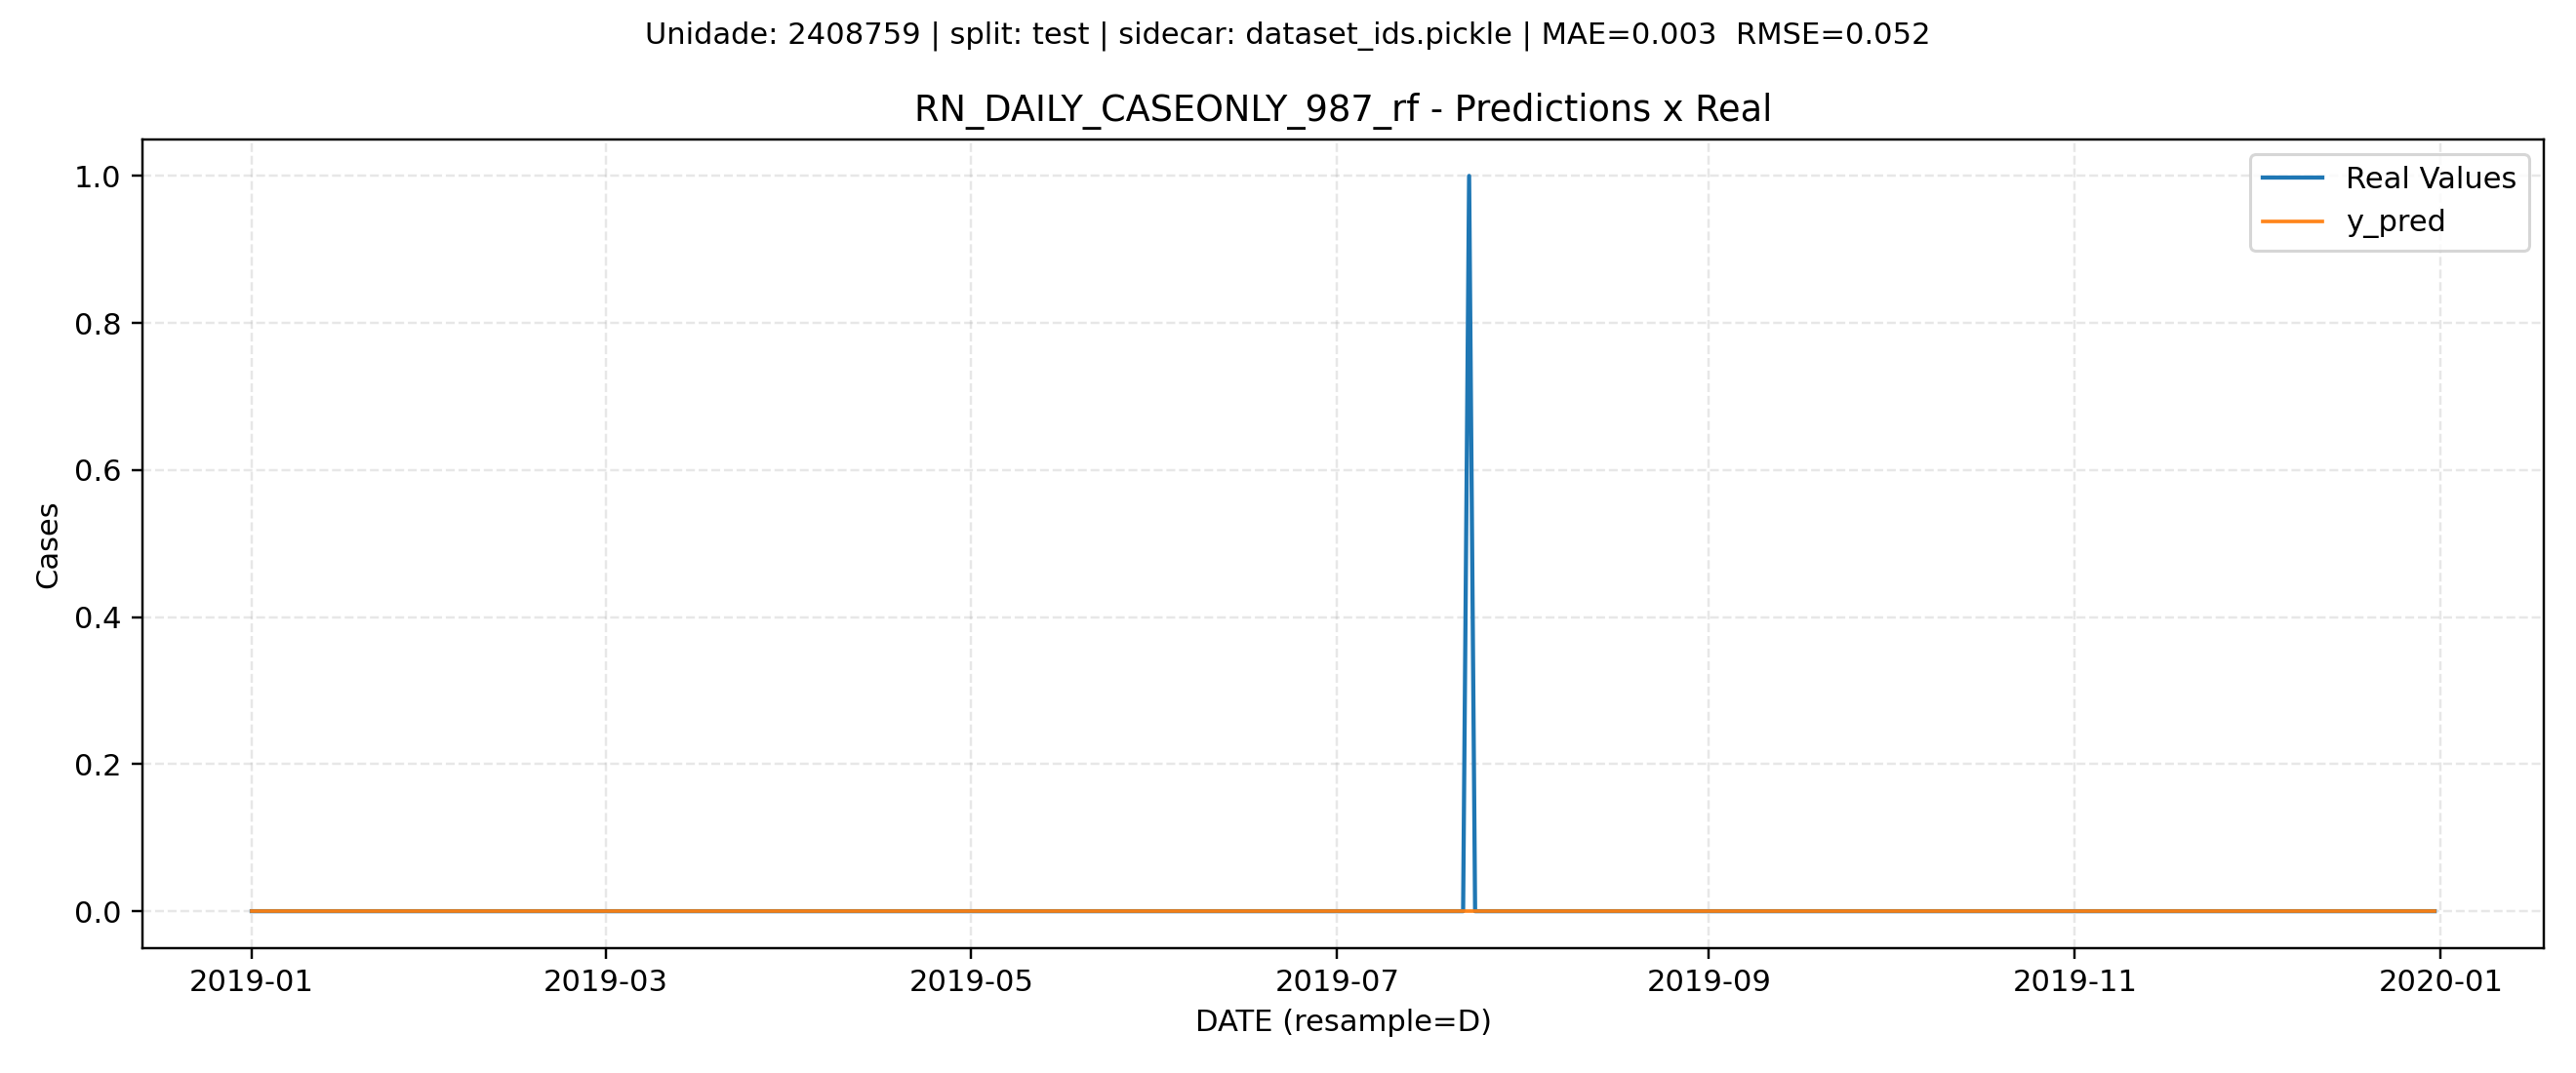 Unidade: 2408759 | split: test | sidecar: dataset_ids.pickle | MAE=0.003  RMSE=0.052
RN_DAILY_CASEONLY_987_rf - Predictions x Real
Real Values
y_pred
1.0
0.8
0.6
0.4
0.2
0.0
Cases
2019-01 2019-03 2019-05 2019-07 2019-09 2019-11 2020-01
DATE (resample=D)